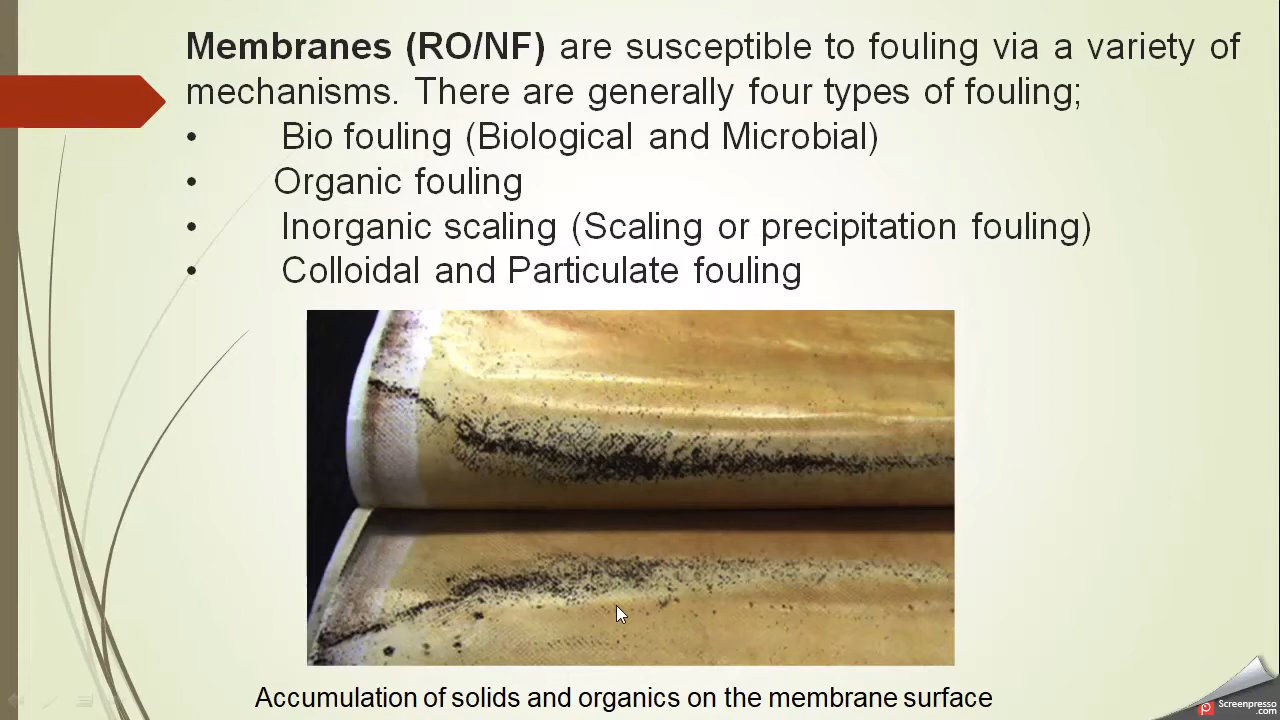 Membranes (RO/NF) are susceptible to fouling via a variety of
mechanisms. There are generally four types of fouling;
• Bio fouling (Biological and Microbial)
• Organic fouling
• Inorganic scaling (Scaling or precipitation fouling)
• Colloidal and Particulate fouling
Accumulation of solids and organics on the membrane surface
Screenpresso
.com